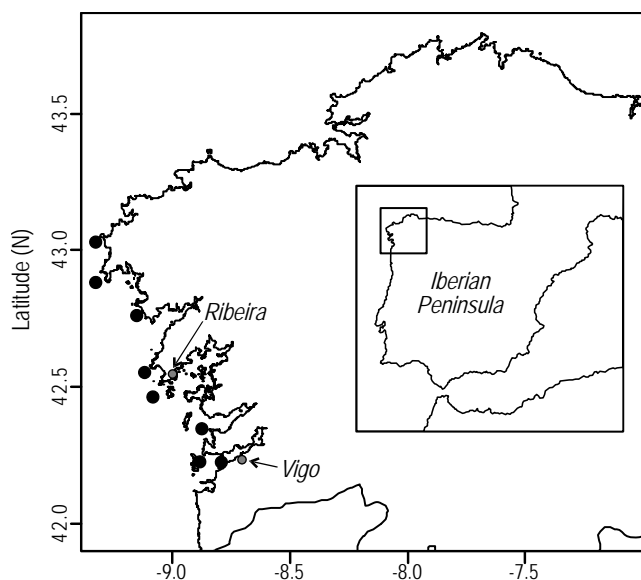 43.5
43.0
Latitude (N)
Iberian
Peninsula
Ribeira
42.5
Vigo
42.0
-9.0 -8.5 -8.0 -7.5